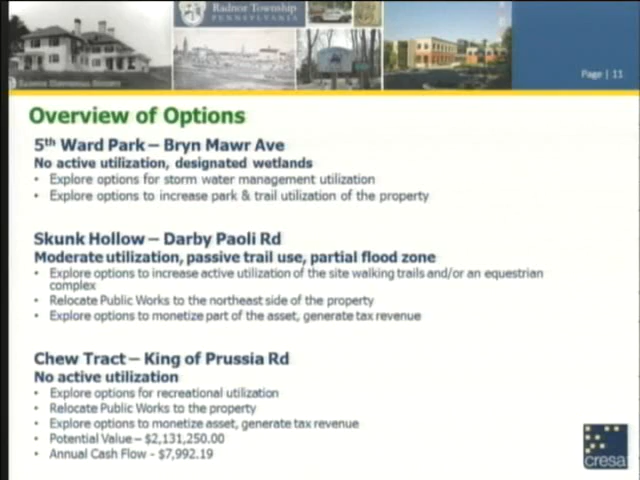 Radnor Township
PENNSYLVANIA
RADNOR HISTORICAL SOCIETY
Page | 11
Overview of Options
5th Ward Park – Bryn Mawr Ave
No active utilization, designated wetlands
• Explore options for storm water management utilization
• Explore options to increase park & trail utilization of the property
Skunk Hollow – Darby Paoli Rd
Moderate utilization, passive trail use, partial flood zone
• Explore options to increase active utilization of the site walking trails and/or an equestrian
complex
• Relocate Public Works to the northeast side of the property
• Explore options to monetize part of the asset, generate tax revenue
Chew Tract – King of Prussia Rd
No active utilization
• Explore options for recreational utilization
• Relocate Public Works to the property
• Explore options to monetize asset, generate tax revenue
• Potential Value – $2,131,250.00
• Annual Cash Flow - $7,992.19
cresa